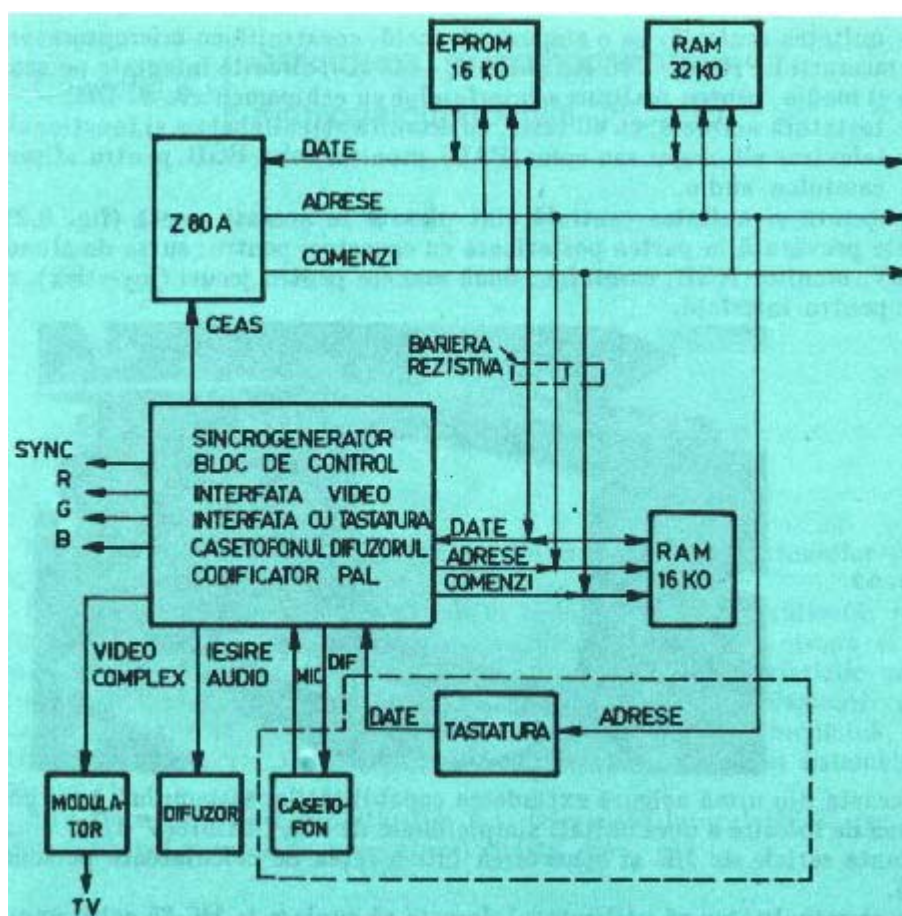 EPROM
16 KO
RAM
32 KO
DATE
Z80A
ADRESE
COMENZI
CEAS
BARIERA
REZISTIVA
SINCROGENERATOR
BLOC DE CONTROL
INTERFATA VIDEO
INTERFATA CU TASTATURA
CASETOFONUL DIFUZORUL
CODIFICATOR PAL
SYNC
R
G
B
DATE
ADRESE
COMENZI
RAM
16 KO
VIDEO
COMPLEX
IESIRE
AUDIO
MIC
DIF
DATE
TASTATURA
ADRESE
MODULA-
TOR
DIFUZOR
CASETO-
FON
TV